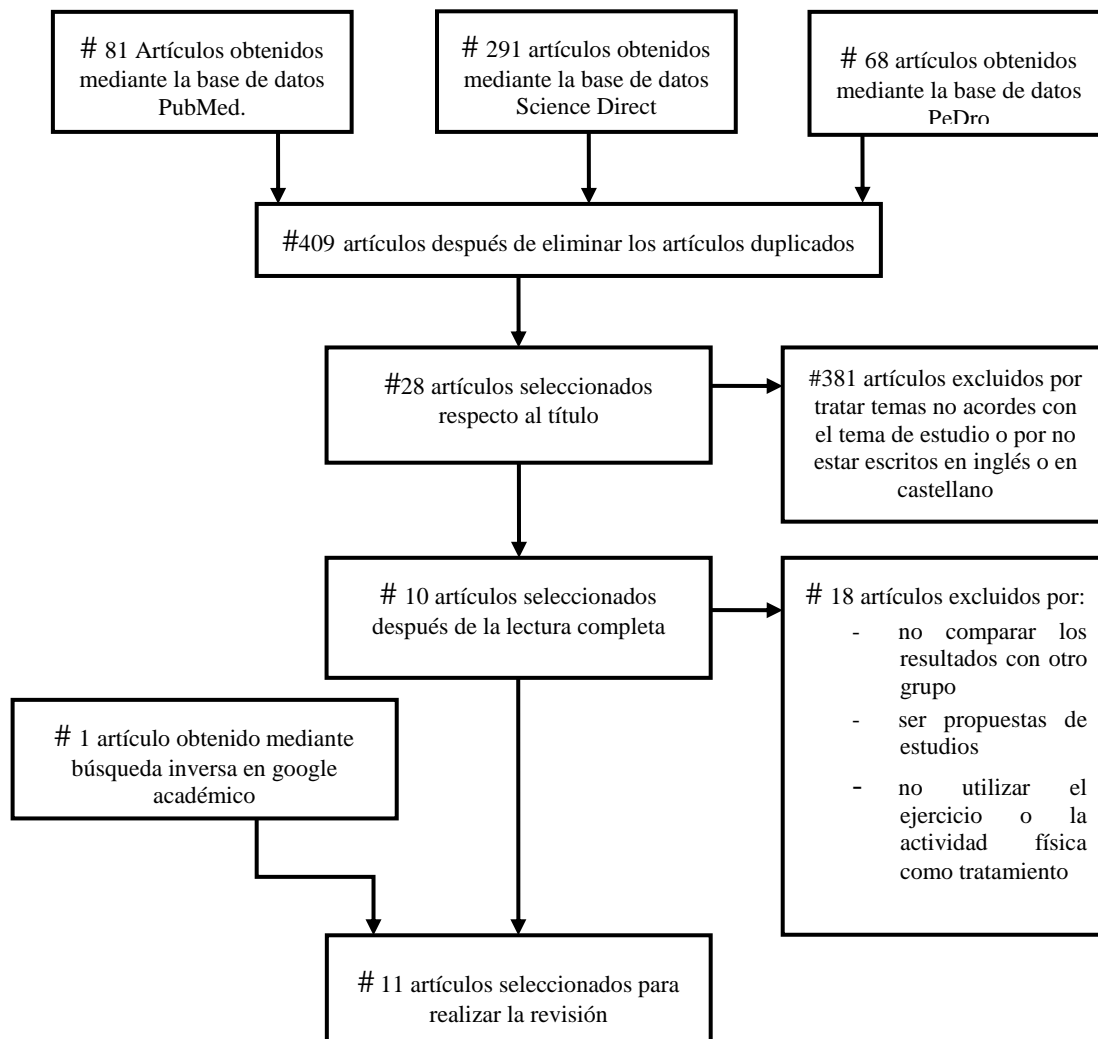 # 81 Artículos obtenidos
mediante la base de datos
PubMed.
# 291 artículos obtenidos
mediante la base de datos
Science Direct
# 68 artículos obtenidos
mediante la base de datos
PeDro
#409 artículos después de eliminar los artículos duplicados
#28 artículos seleccionados
respecto al título
#381 artículos excluidos por
tratar temas no acordes con
el tema de estudio o por no
estar escritos en inglés o en
castellano
# 10 artículos seleccionados
después de la lectura completa
# 18 artículos excluidos por:
- no comparar los
resultados con otro
grupo
- ser propuestas de
estudios
- no utilizar el
ejercicio o la
actividad física
como tratamiento
# 1 artículo obtenido mediante
búsqueda inversa en google
académico
# 11 artículos seleccionados para
realizar la revisión